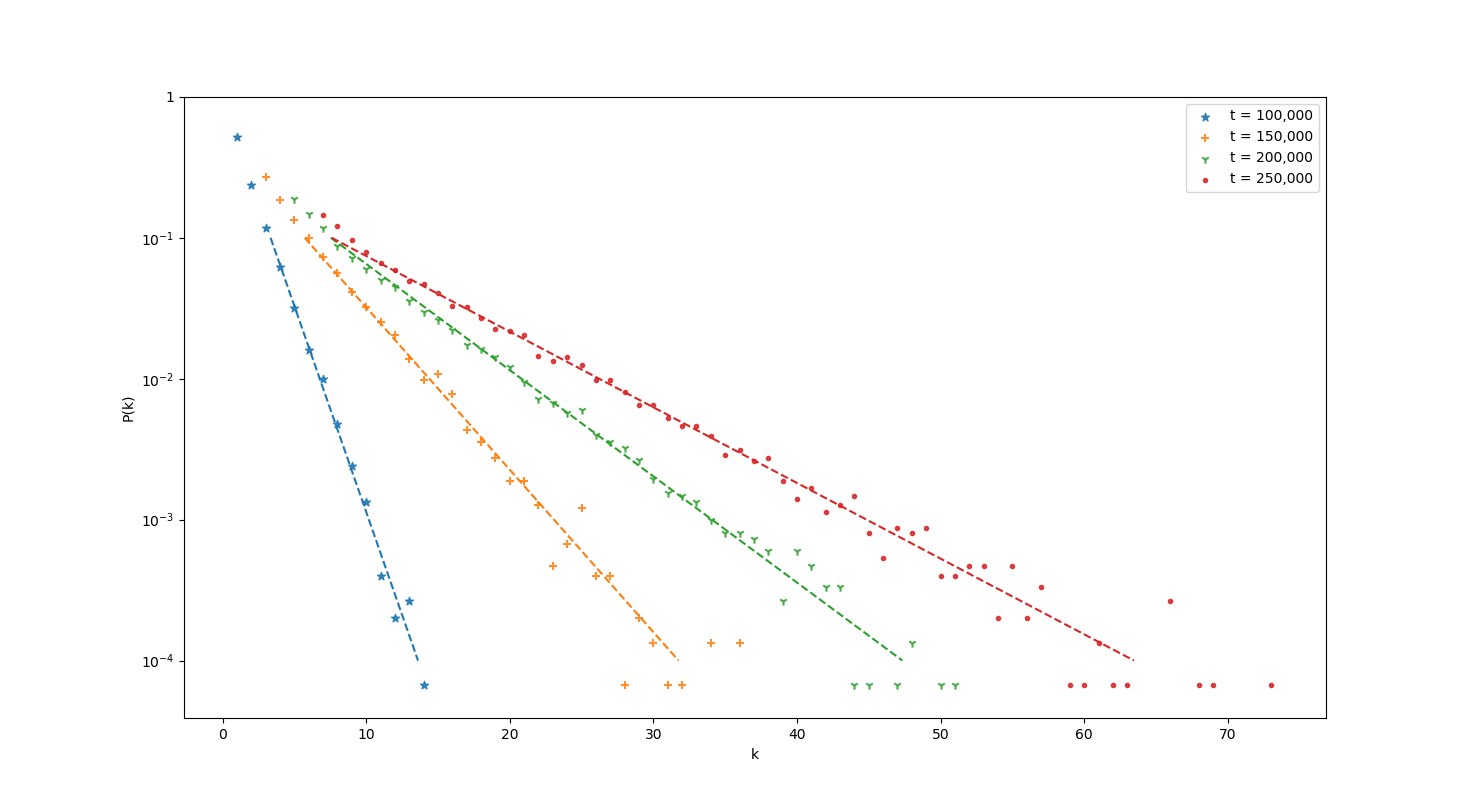 1
10⁻¹
10⁻²
10⁻³
10⁻⁴
P(k)
0 10 20 30 40 50 60 70
k
t = 100,000
t = 150,000
t = 200,000
t = 250,000